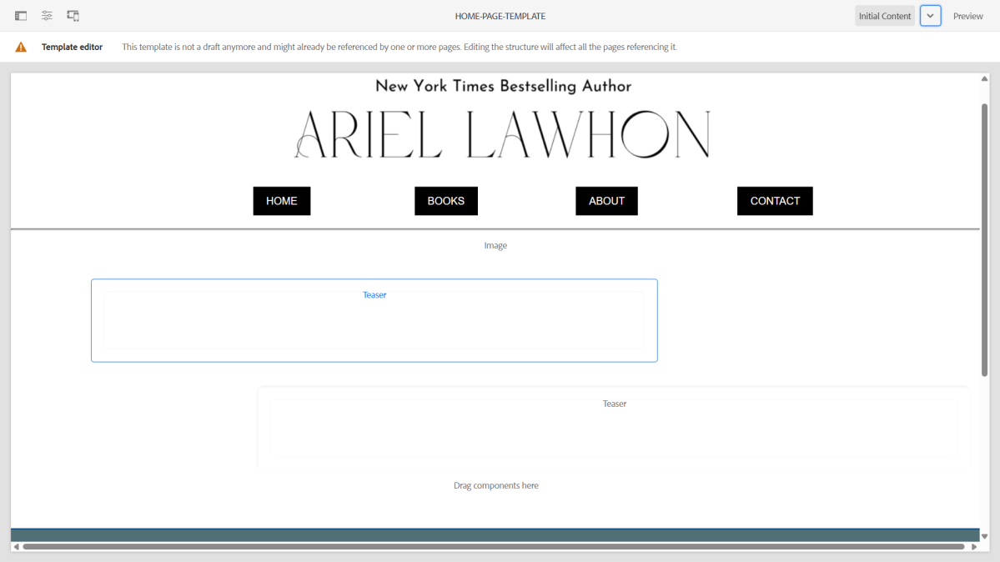 HOME-PAGE-TEMPLATE
Initial Content
Preview
Template editor
This template is not a draft anymore and might already be referenced by one or more pages. Editing the structure will affect all the pages referencing it.
New York Times Bestselling Author
ARIEL LAWHON
HOME
BOOKS
ABOUT
CONTACT
Image
Teaser
Teaser
Drag components here